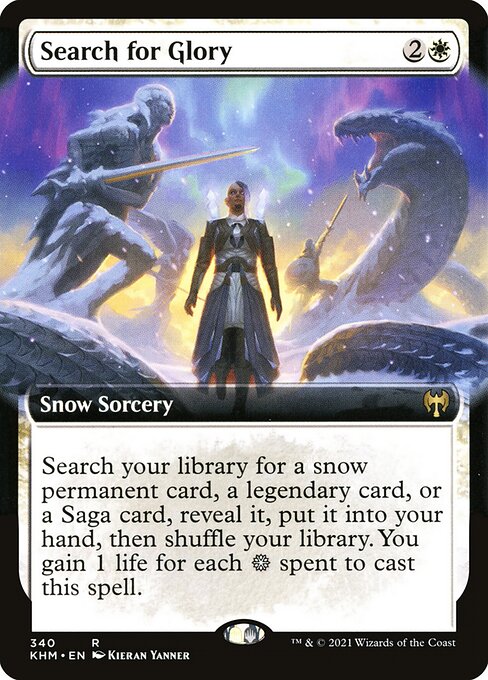 Search for Glory 2
Snow Sorcery
Search your library for a snow
permanent card, a legendary card, or
a Saga card, reveal it, put it into your
hand, then shuffle your library. You
gain 1 life for each spent to cast
this spell.
340 R
KHM • EN Kieran Yanner
™ & © 2021 Wizards of the Coast